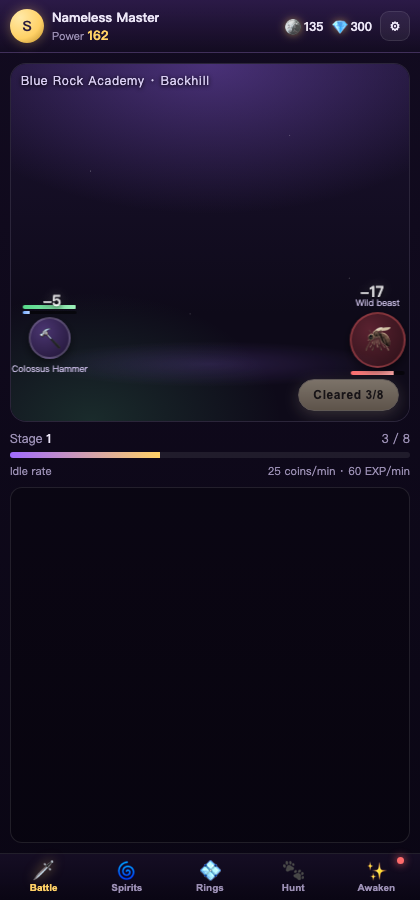 S
Nameless Master
Power 162
135
300
Blue Rock Academy · Backhill
-5
Colossus Hammer
-17
Wild beast
Cleared 3/8
Stage 1
3 / 8
Idle rate
25 coins/min · 60 EXP/min
Battle
Spirits
Rings
Hunt
Awaken